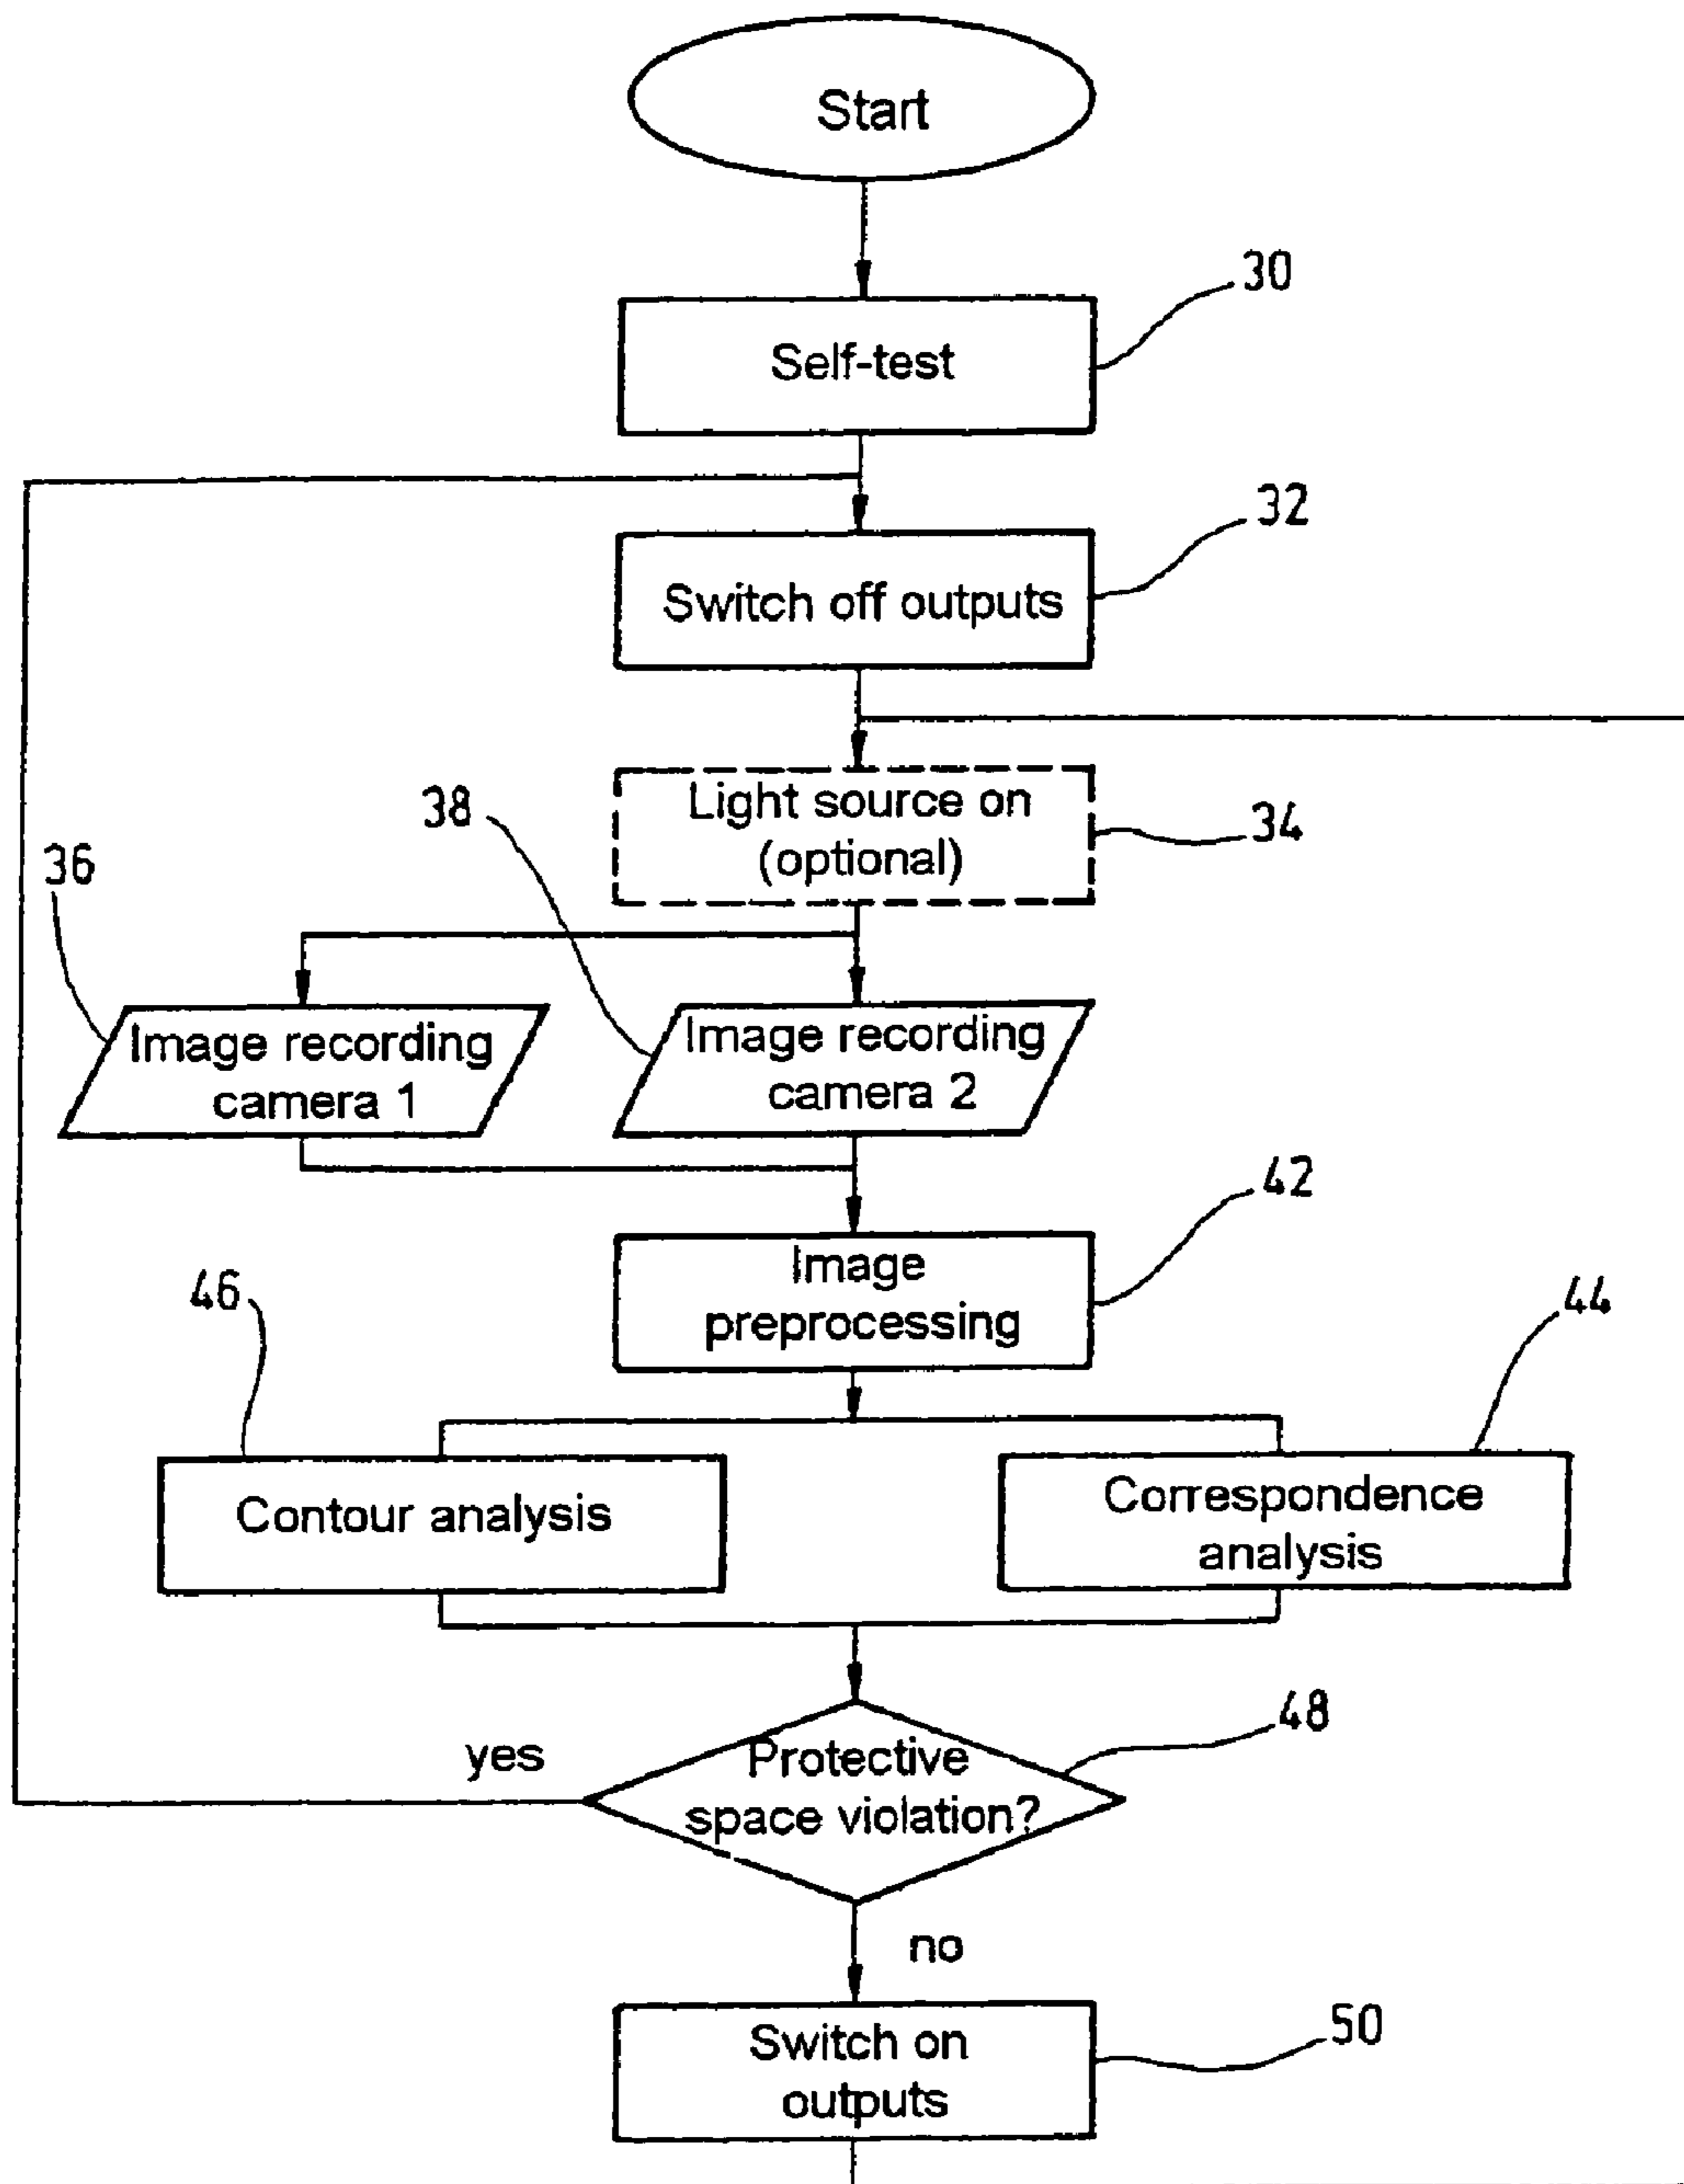 Start
30
Self-test
32
Switch off outputs
34
Light source on
(optional)
38
36
Image recording
camera 1
Image recording
camera 2
42
Image
preprocessing
46
44
Contour analysis
Correspondence
analysis
48
yes
Protective
space violation?
no
50
Switch on
outputs